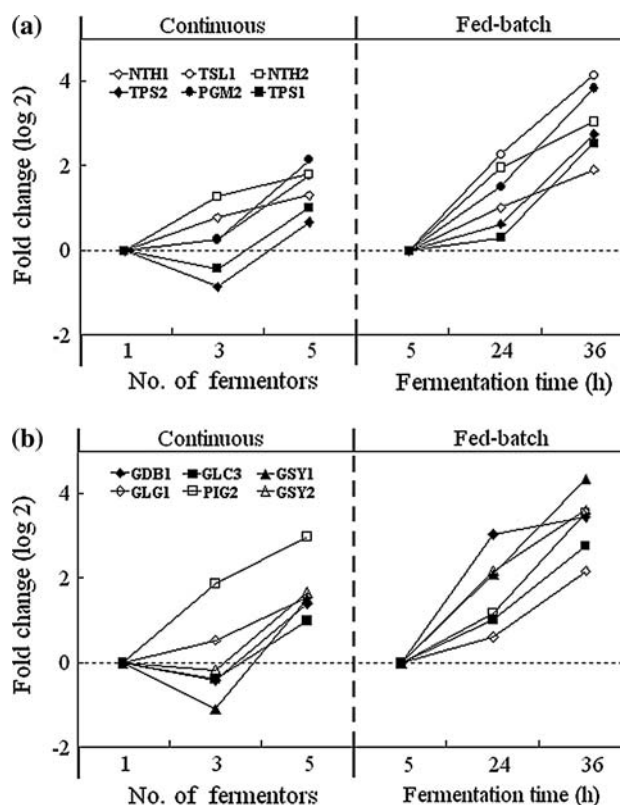 (a)
Continuous Fed-batch
NTH1 TSL1 NTH2
TPS2 PGM2 TPS1
Fold change (log 2)
4
2
0
-2
1 3 5 5 24 36
No. of fermentors Fermentation time (h)
(b)
Continuous Fed-batch
GDB1 GLC3 GSY1
GLG1 PIG2 GSY2
Fold change (log 2)
4
2
0
-2
1 3 5 5 24 36
No. of fermentors Fermentation time (h)